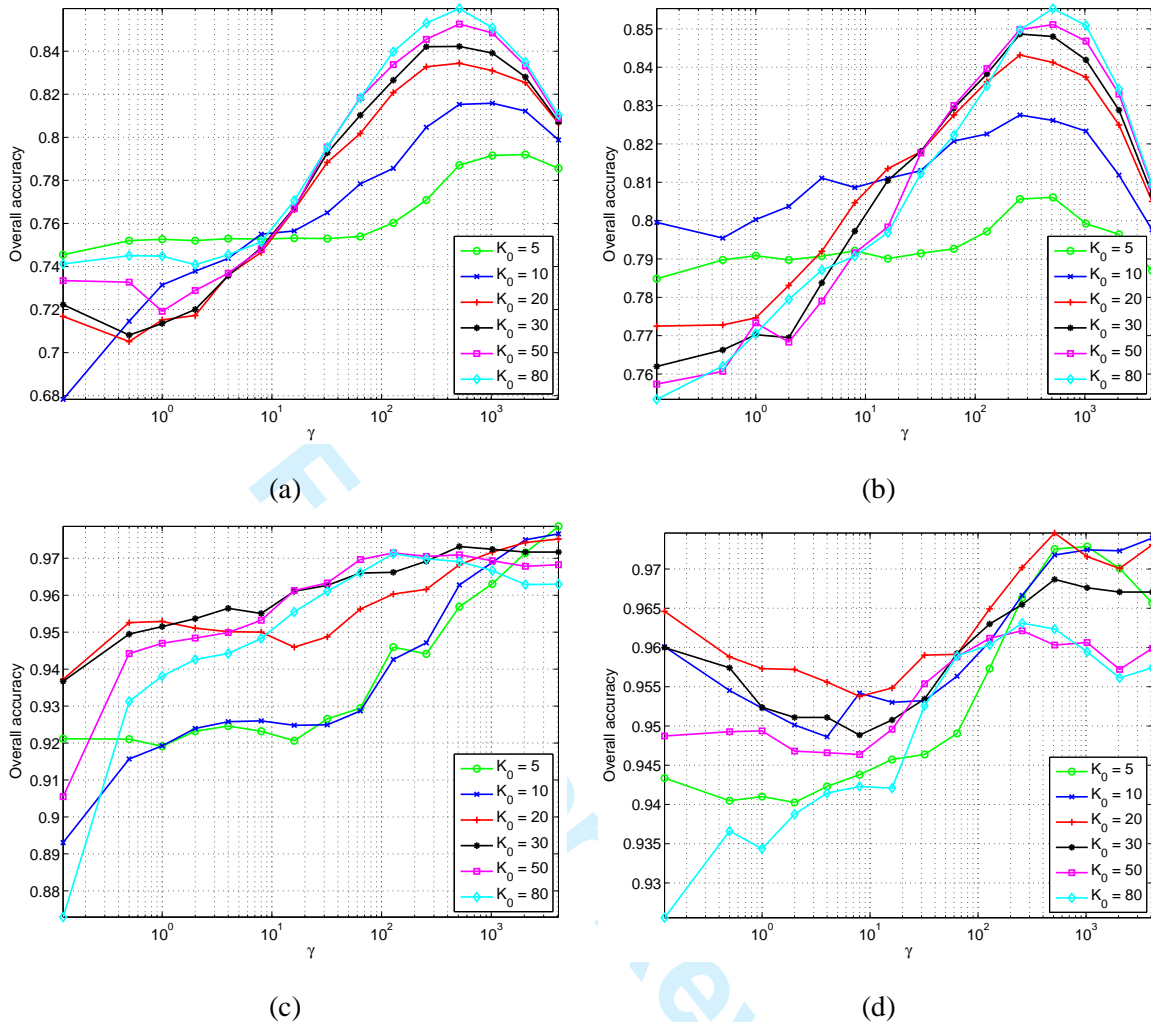 0.84
0.82
0.8
0.78
0.76
0.74
0.72
0.7
0.68
Overall accuracy
10^0
10^1
10^2
10^3
γ
K_0 = 5
K_0 = 10
K_0 = 20
K_0 = 30
K_0 = 50
K_0 = 80
(a)
0.85
0.84
0.83
0.82
0.81
0.8
0.79
0.78
0.77
0.76
Overall accuracy
10^0
10^1
10^2
10^3
γ
K_0 = 5
K_0 = 10
K_0 = 20
K_0 = 30
K_0 = 50
K_0 = 80
(b)
0.97
0.96
0.95
0.94
0.93
0.92
0.91
0.9
0.89
0.88
Overall accuracy
10^0
10^1
10^2
10^3
γ
K_0 = 5
K_0 = 10
K_0 = 20
K_0 = 30
K_0 = 50
K_0 = 80
(c)
0.97
0.965
0.96
0.955
0.95
0.945
0.94
0.935
0.93
Overall accuracy
10^0
10^1
10^2
10^3
γ
K_0 = 5
K_0 = 10
K_0 = 20
K_0 = 30
K_0 = 50
K_0 = 80
(d)